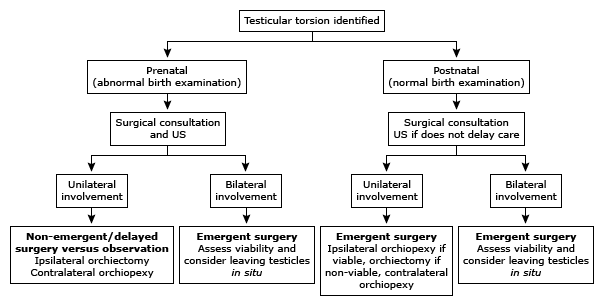 Testicular torsion identified
Prenatal
(abnormal birth examination)
Postnatal
(normal birth examination)
Surgical consultation
and US
Surgical consultation
US if does not delay care
Unilateral
involvement
Bilateral
involvement
Unilateral
involvement
Bilateral
involvement
Non-emergent/delayed
surgery versus observation
Ipsilateral orchiectomy
Contralateral orchiopexy
Emergent surgery
Assess viability and
consider leaving testicles
in situ
Emergent surgery
Ipsilateral orchiopexy if
viable, orchiectomy if
non-viable, contralateral
orchiopexy
Emergent surgery
Assess viability and
consider leaving testicles
in situ